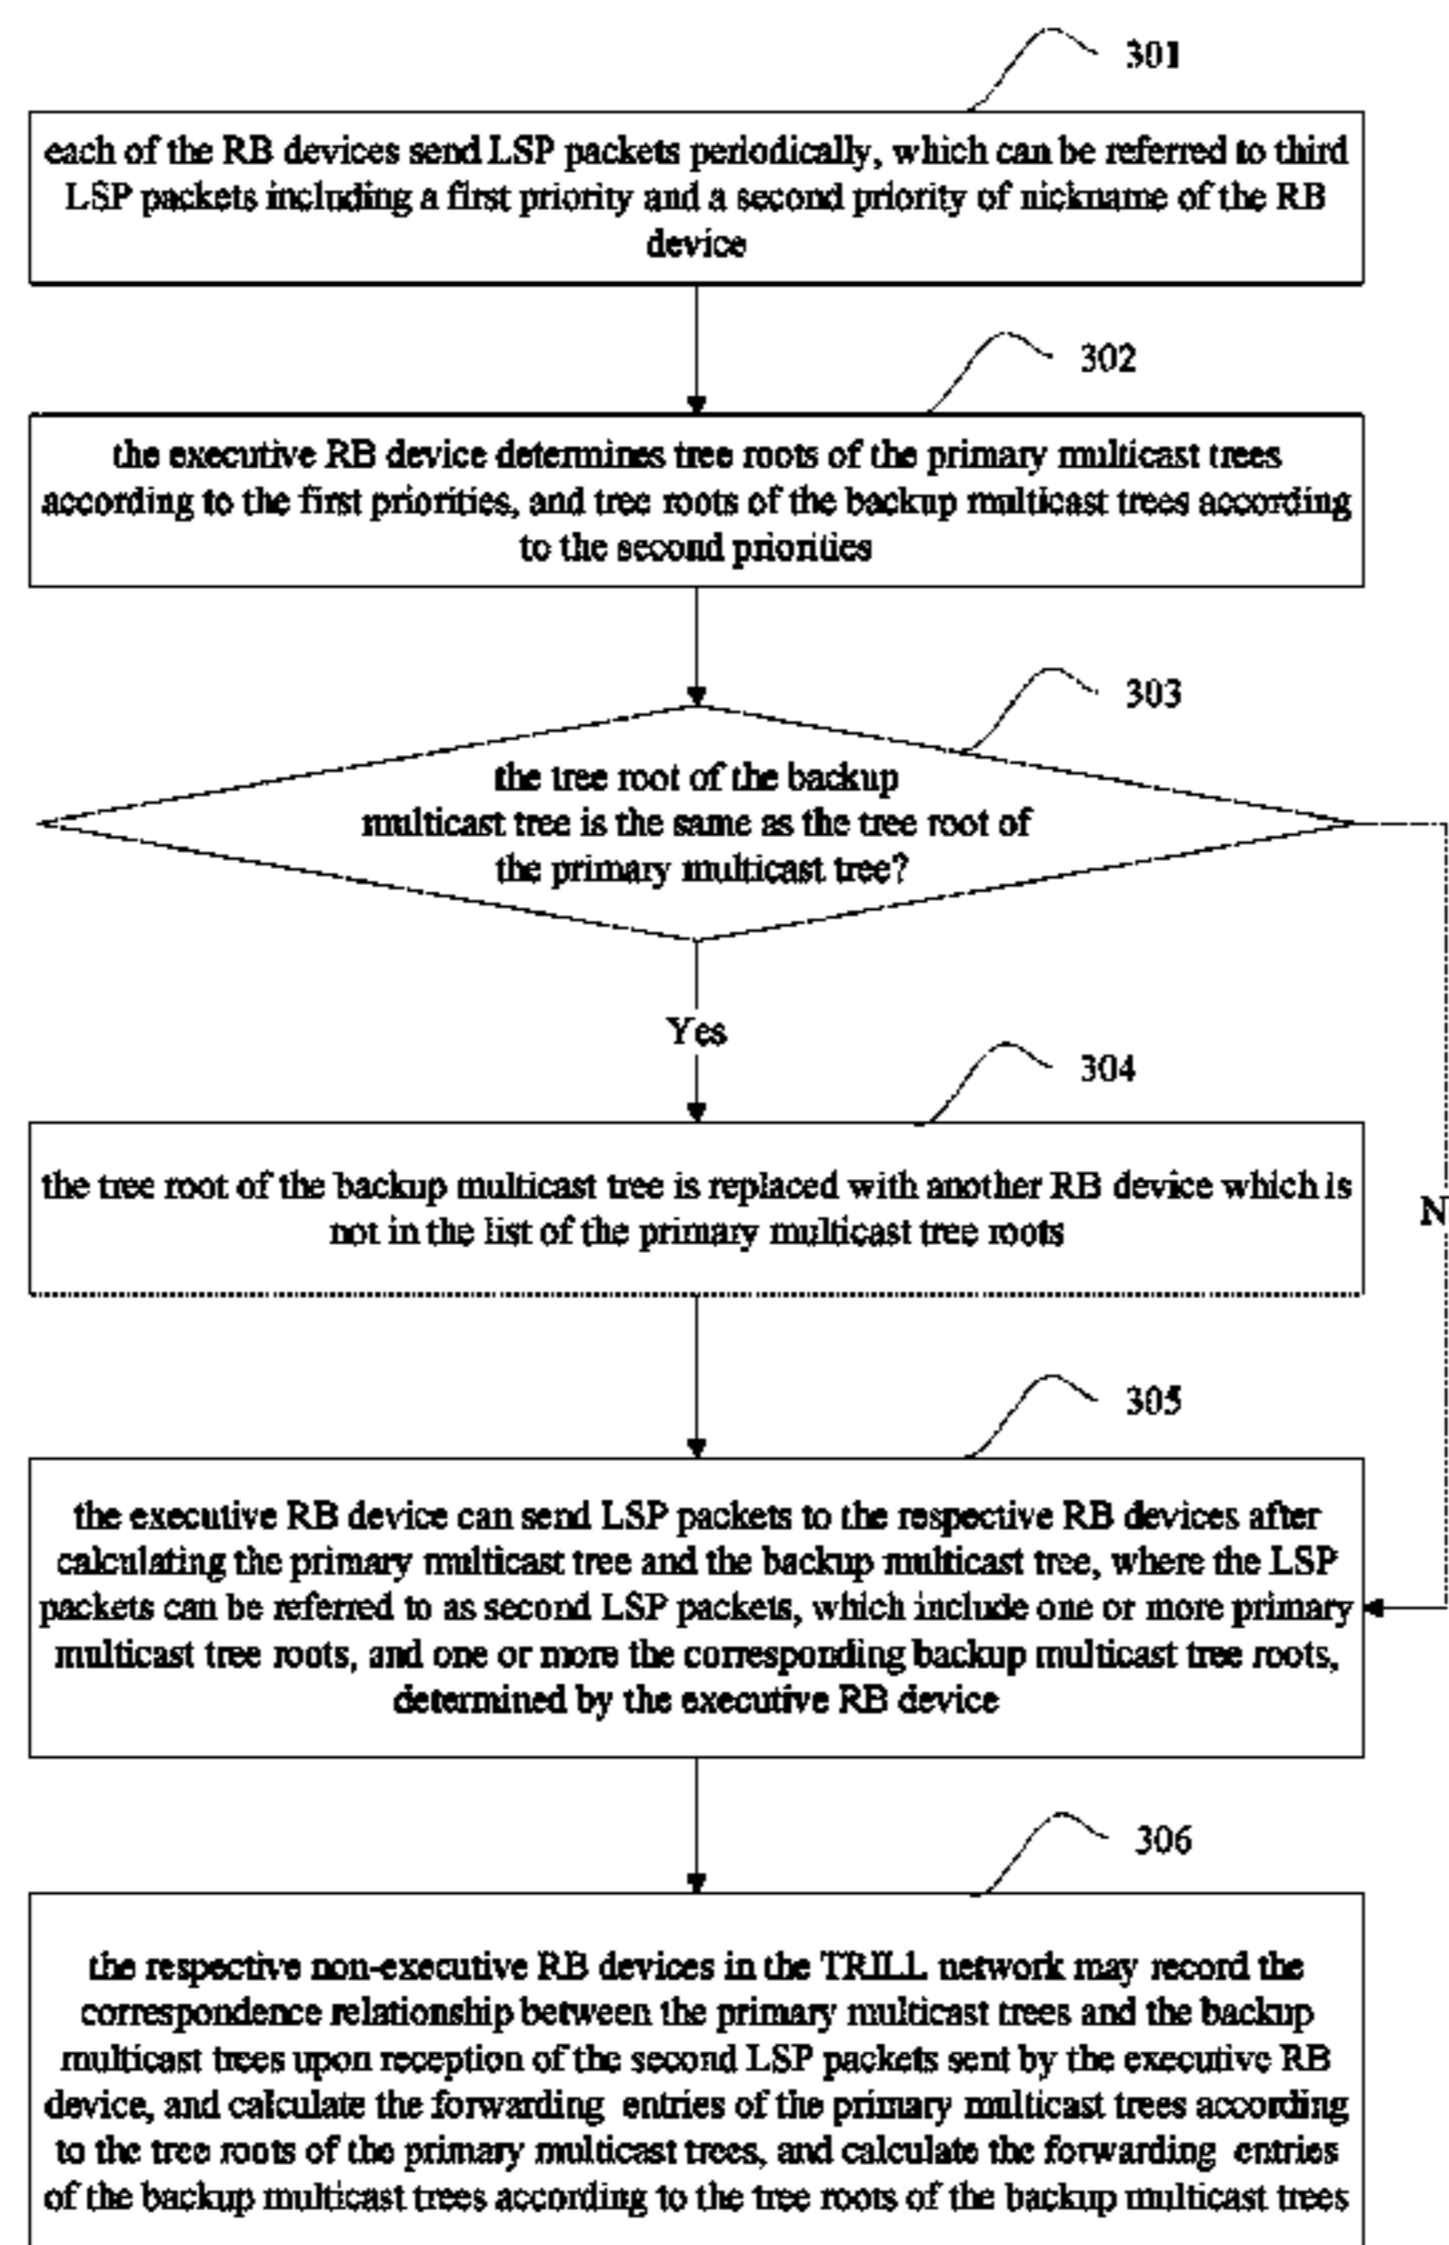 301
each of the RB devices send LSP packets periodically, which can be referred to third
LSP packets including a first priority and a second priority of nickname of the RB
device
302
the executive RB device determines tree roots of the primary multicast trees
according to the first priorities, and tree roots of the backup multicast trees according
to the second priorities
303
the tree root of the backup
multicast tree is the same as the tree root of
the primary multicast tree?
Yes
304
the tree root of the backup multicast tree is replaced with another RB device which is
not in the list of the primary multicast tree roots
N
305
the executive RB device can send LSP packets to the respective RB devices after
calculating the primary multicast tree and the backup multicast tree, where the LSP
packets can be referred to as second LSP packets, which include one or more primary
multicast tree roots, and one or more the corresponding backup multicast tree roots,
determined by the executive RB device
306
the respective non-executive RB devices in the TRILL network may record the
correspondence relationship between the primary multicast trees and the backup
multicast trees upon reception of the second LSP packets sent by the executive RB
device, and calculate the forwarding entries of the primary multicast trees according
to the tree roots of the primary multicast trees, and calculate the forwarding entries
of the backup multicast trees according to the tree roots of the backup multicast trees